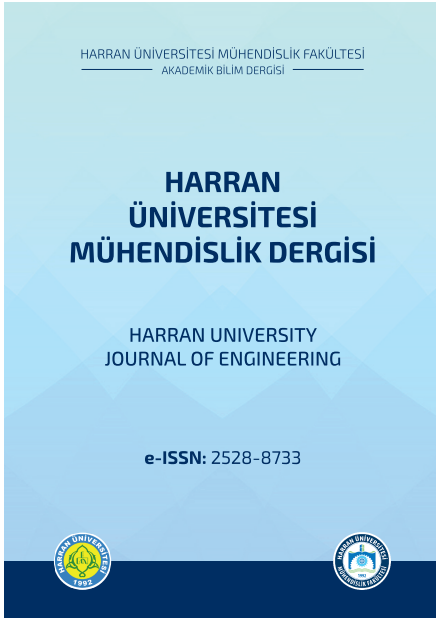 HARRAN ÜNİVERSİTESİ MÜHENDİSLİK FAKÜLTESİ
AKADEMİK BİLİM DERGİSİ
HARRAN
ÜNİVERSİTESİ
MÜHENDİSLİK DERGİSİ
HARRAN UNIVERSITY
JOURNAL OF ENGINEERING
e-ISSN: 2528-8733
HARRAN ÜNİVERSİTESİ
1992
HARRAN ÜNİVERSİTESİ
1992
MÜHENDİSLİK FAKÜLTESİ